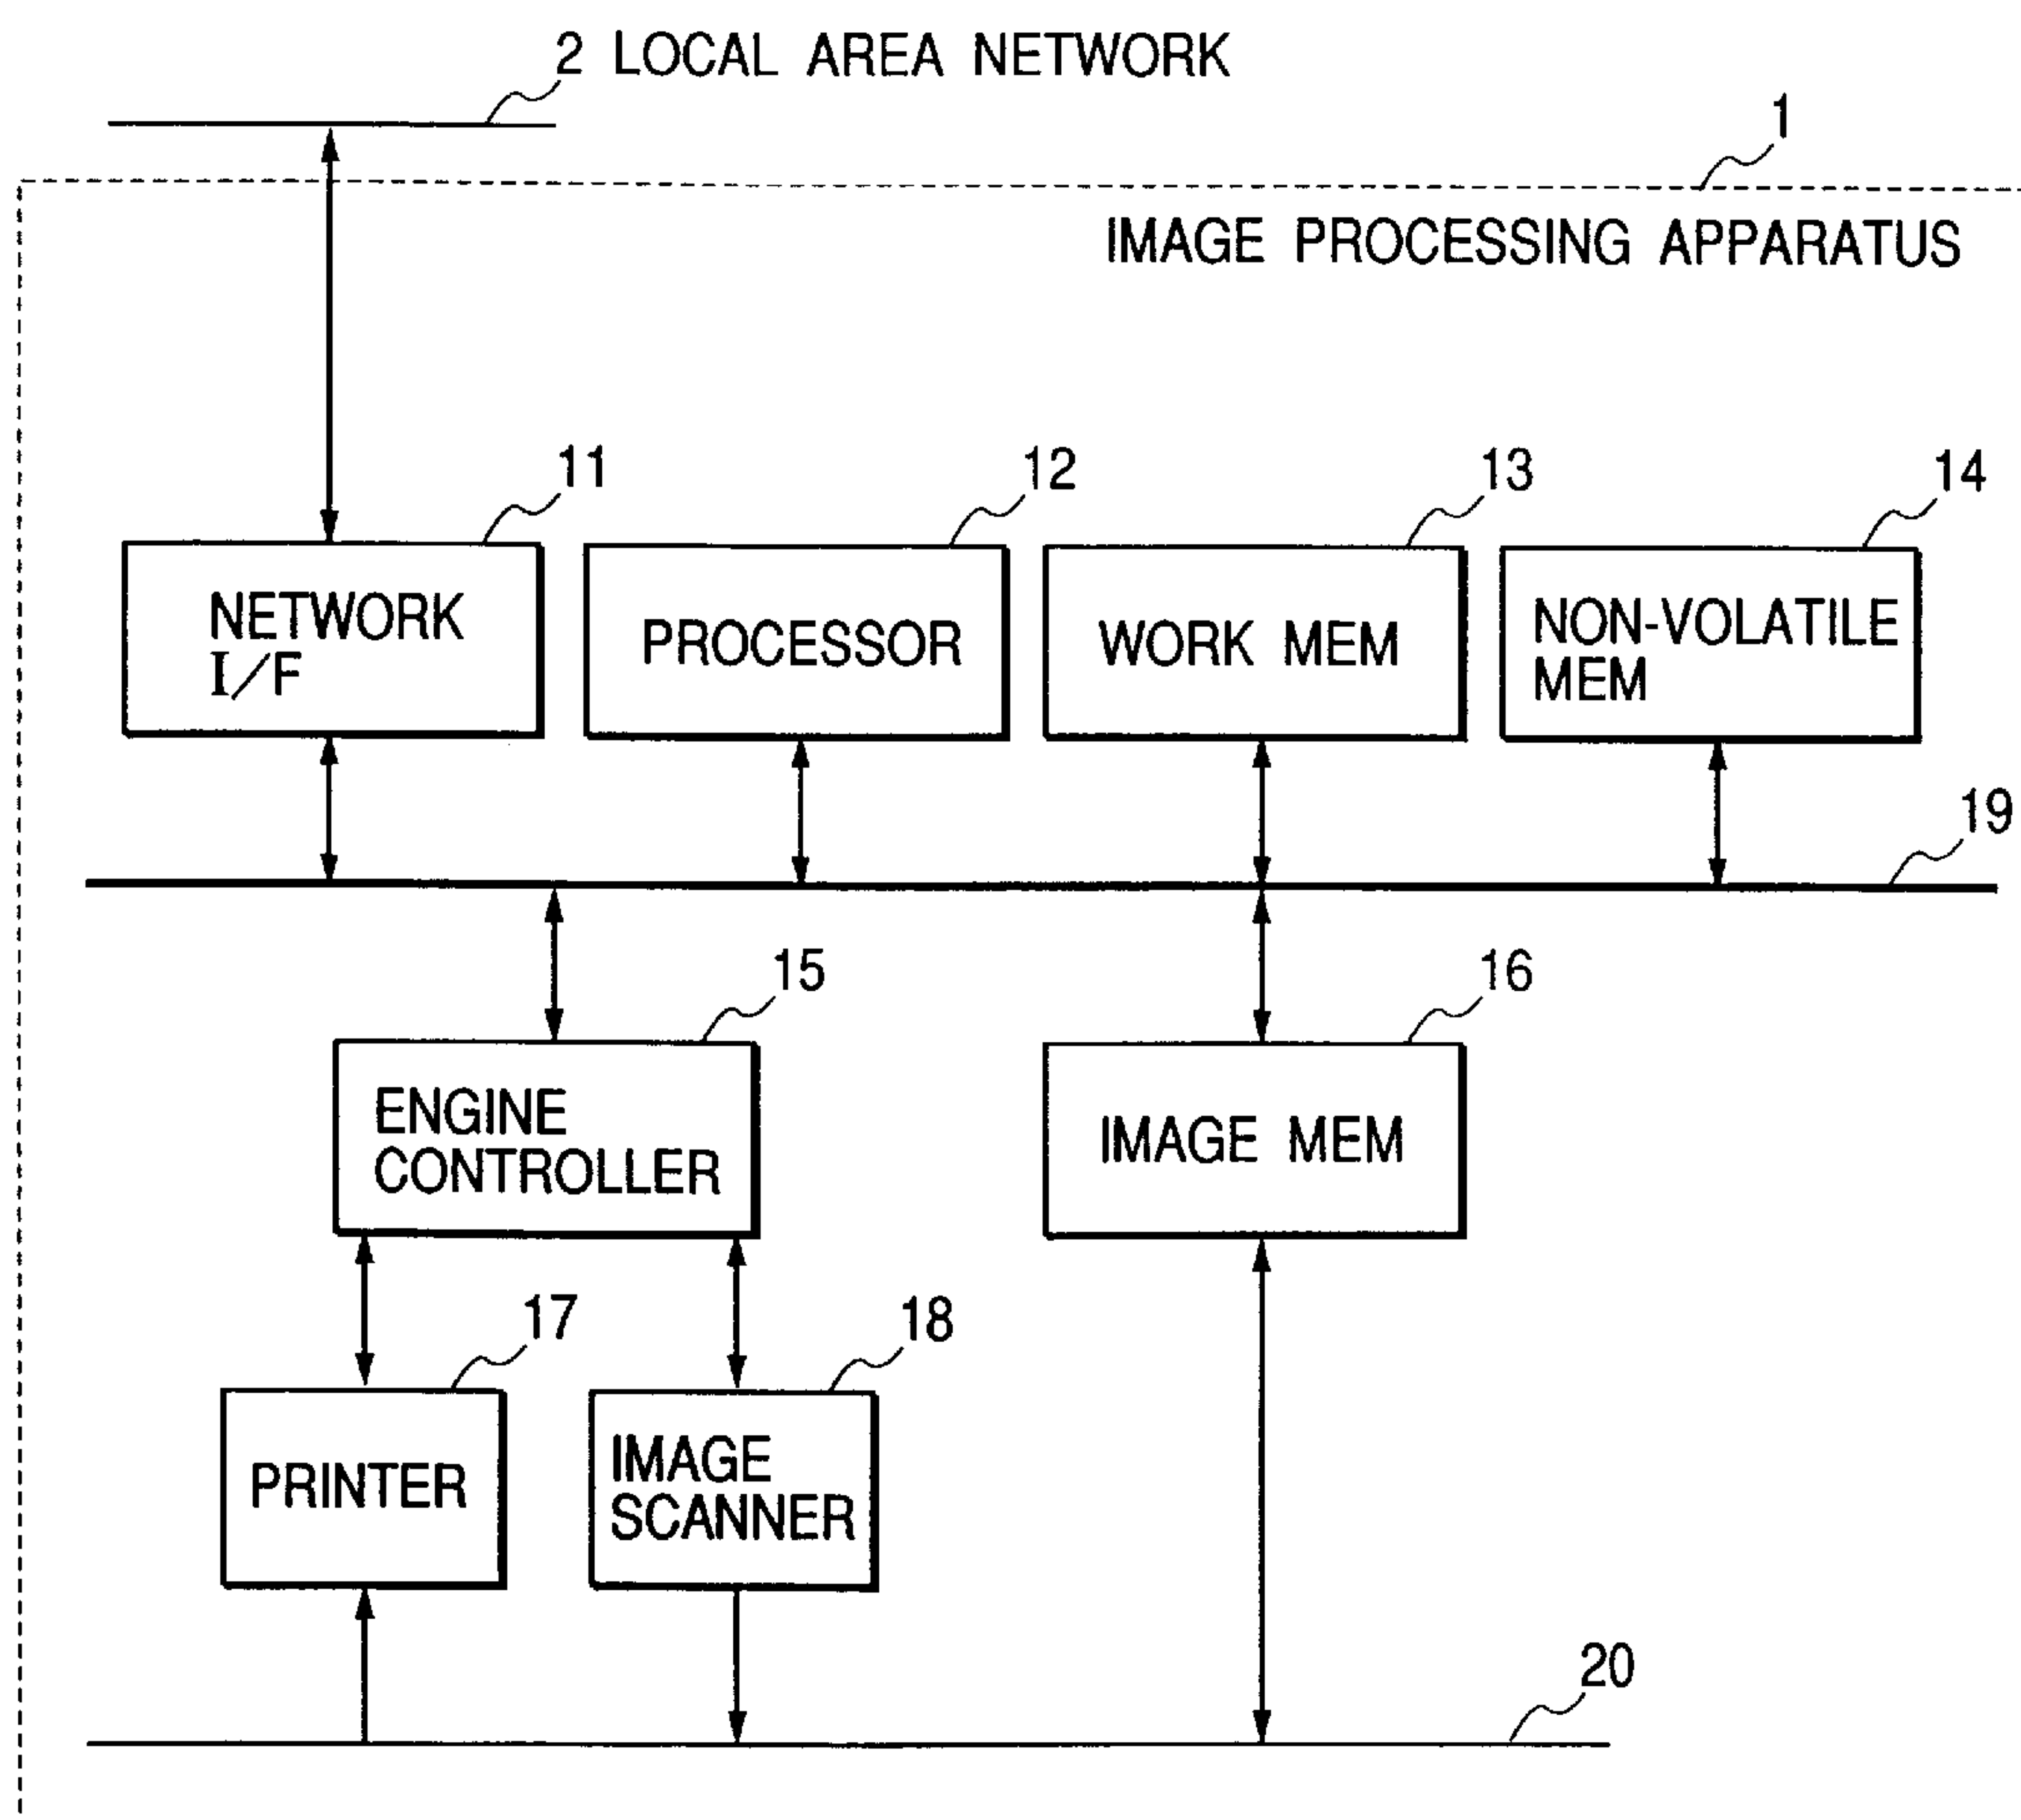 2 LOCAL AREA NETWORK
1
IMAGE PROCESSING APPARATUS
11
12
13
14
NETWORK
I/F
PROCESSOR
WORK MEM
NON-VOLATILE
MEM
19
15
16
ENGINE
CONTROLLER
IMAGE MEM
17
18
PRINTER
IMAGE
SCANNER
20